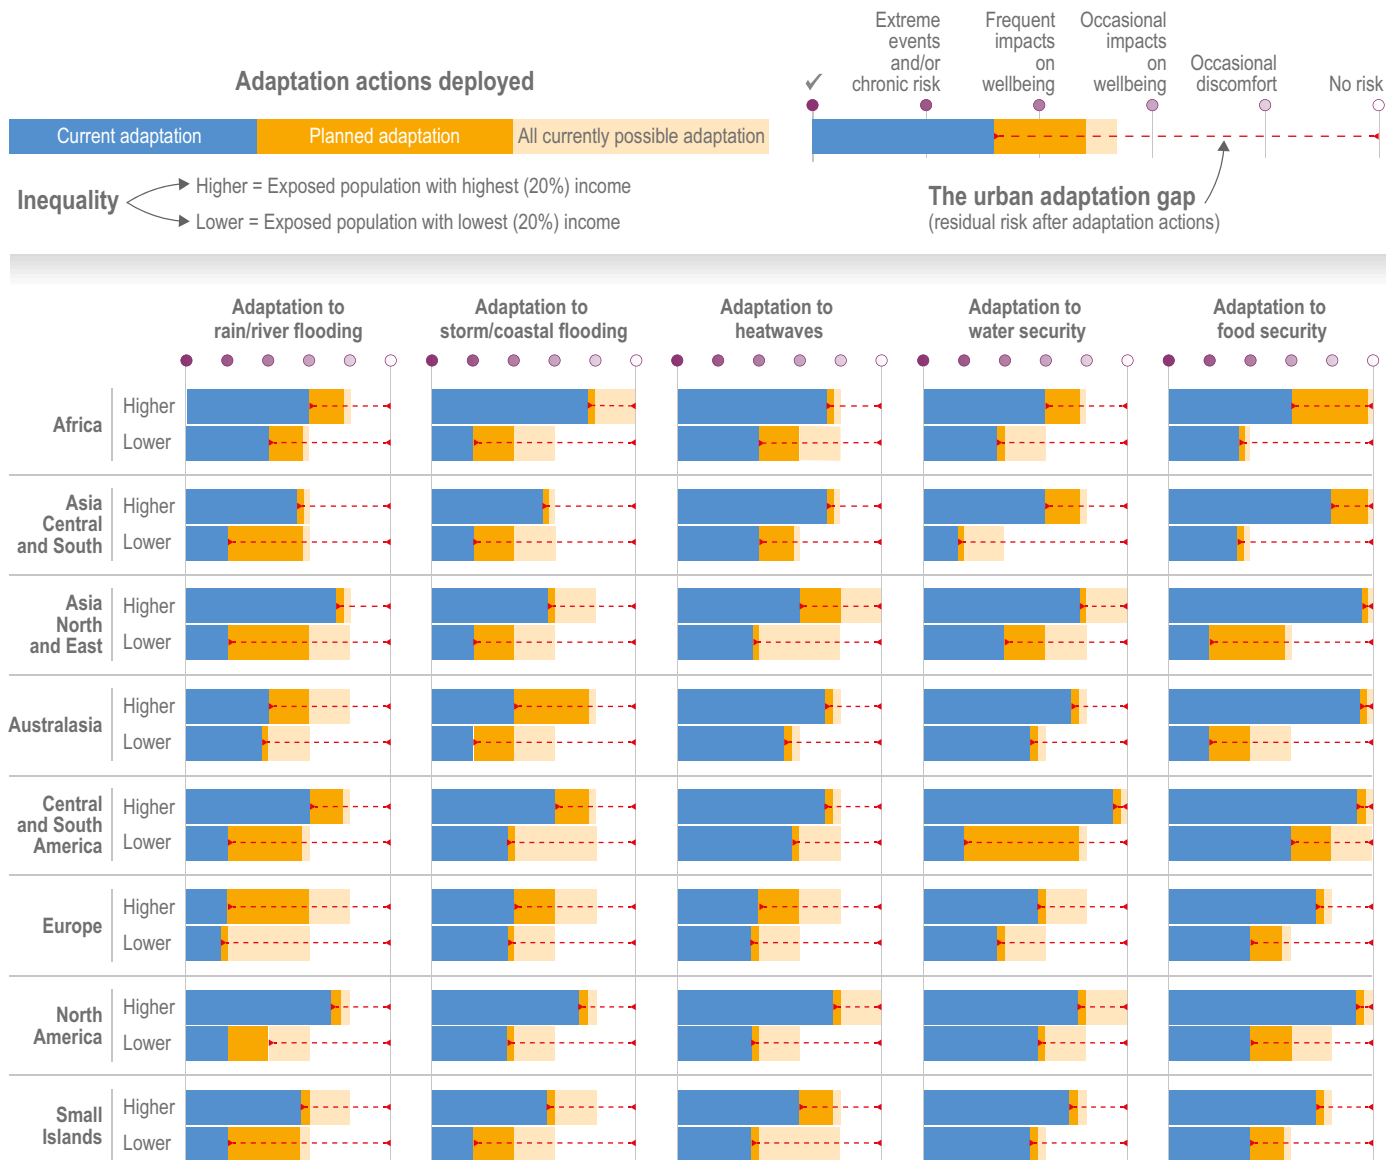 Adaptation actions deployed
Current adaptation
Planned adaptation
All currently possible adaptation
Inequality
Higher = Exposed population with highest (20%) income
Lower = Exposed population with lowest (20%) income
✓
Extreme
events
and/or
chronic risk
Frequent
impacts
on
wellbeing
Occasional
impacts
on
wellbeing
Occasional
discomfort
No risk
The urban adaptation gap
(residual risk after adaptation actions)
Adaptation to
rain/river flooding
Adaptation to
storm/coastal flooding
Adaptation to
heatwaves
Adaptation to
water security
Adaptation to
food security
Africa
Higher
Lower
Asia
Central
and South
Higher
Lower
Asia
North
and East
Higher
Lower
Australasia
Higher
Lower
Central
and South
America
Higher
Lower
Europe
Higher
Lower
North
America
Higher
Lower
Small
Islands
Higher
Lower